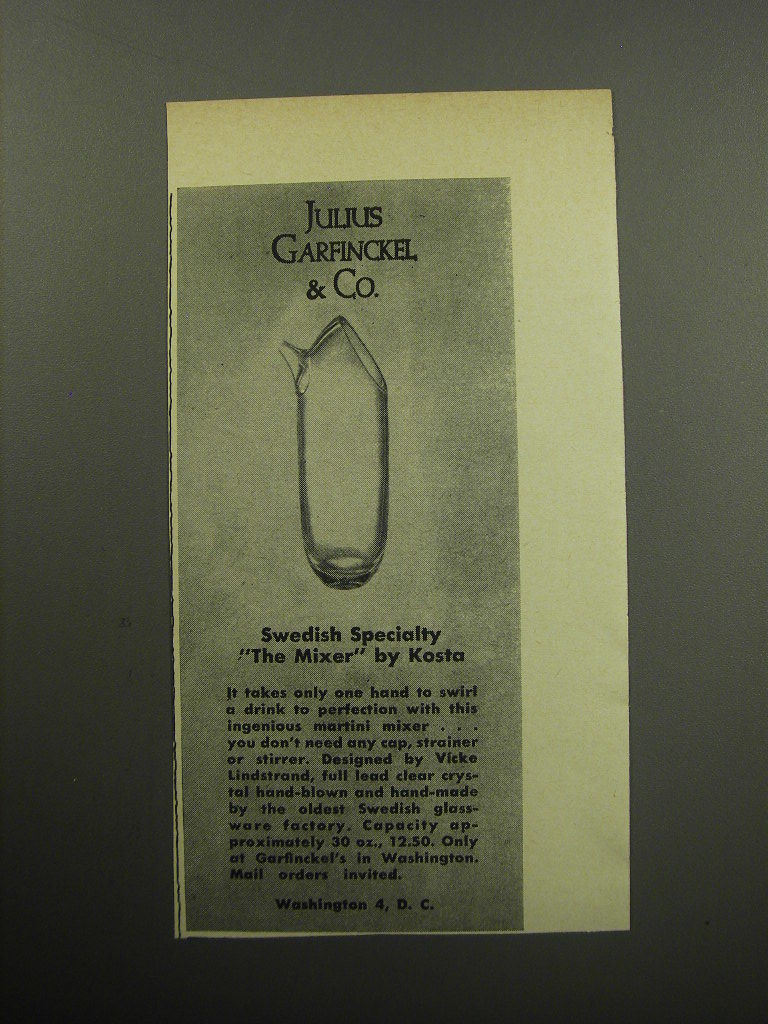 JULIUS
GARFINCKEL
& CO.
Swedish Specialty
"The Mixer" by Kosta
It takes only one hand to swirl
a drink to perfection with this
ingenious martini mixer . . .
you don't need any cap, strainer
or stirrer. Designed by Vicke
Lindstrand, full lead clear crys-
tal hand-blown and hand-made
by the oldest Swedish glass-
ware factory. Capacity ap-
proximately 30 oz., 12.50. Only
at Garfinckel's in Washington.
Mail orders invited.
Washington 4, D. C.